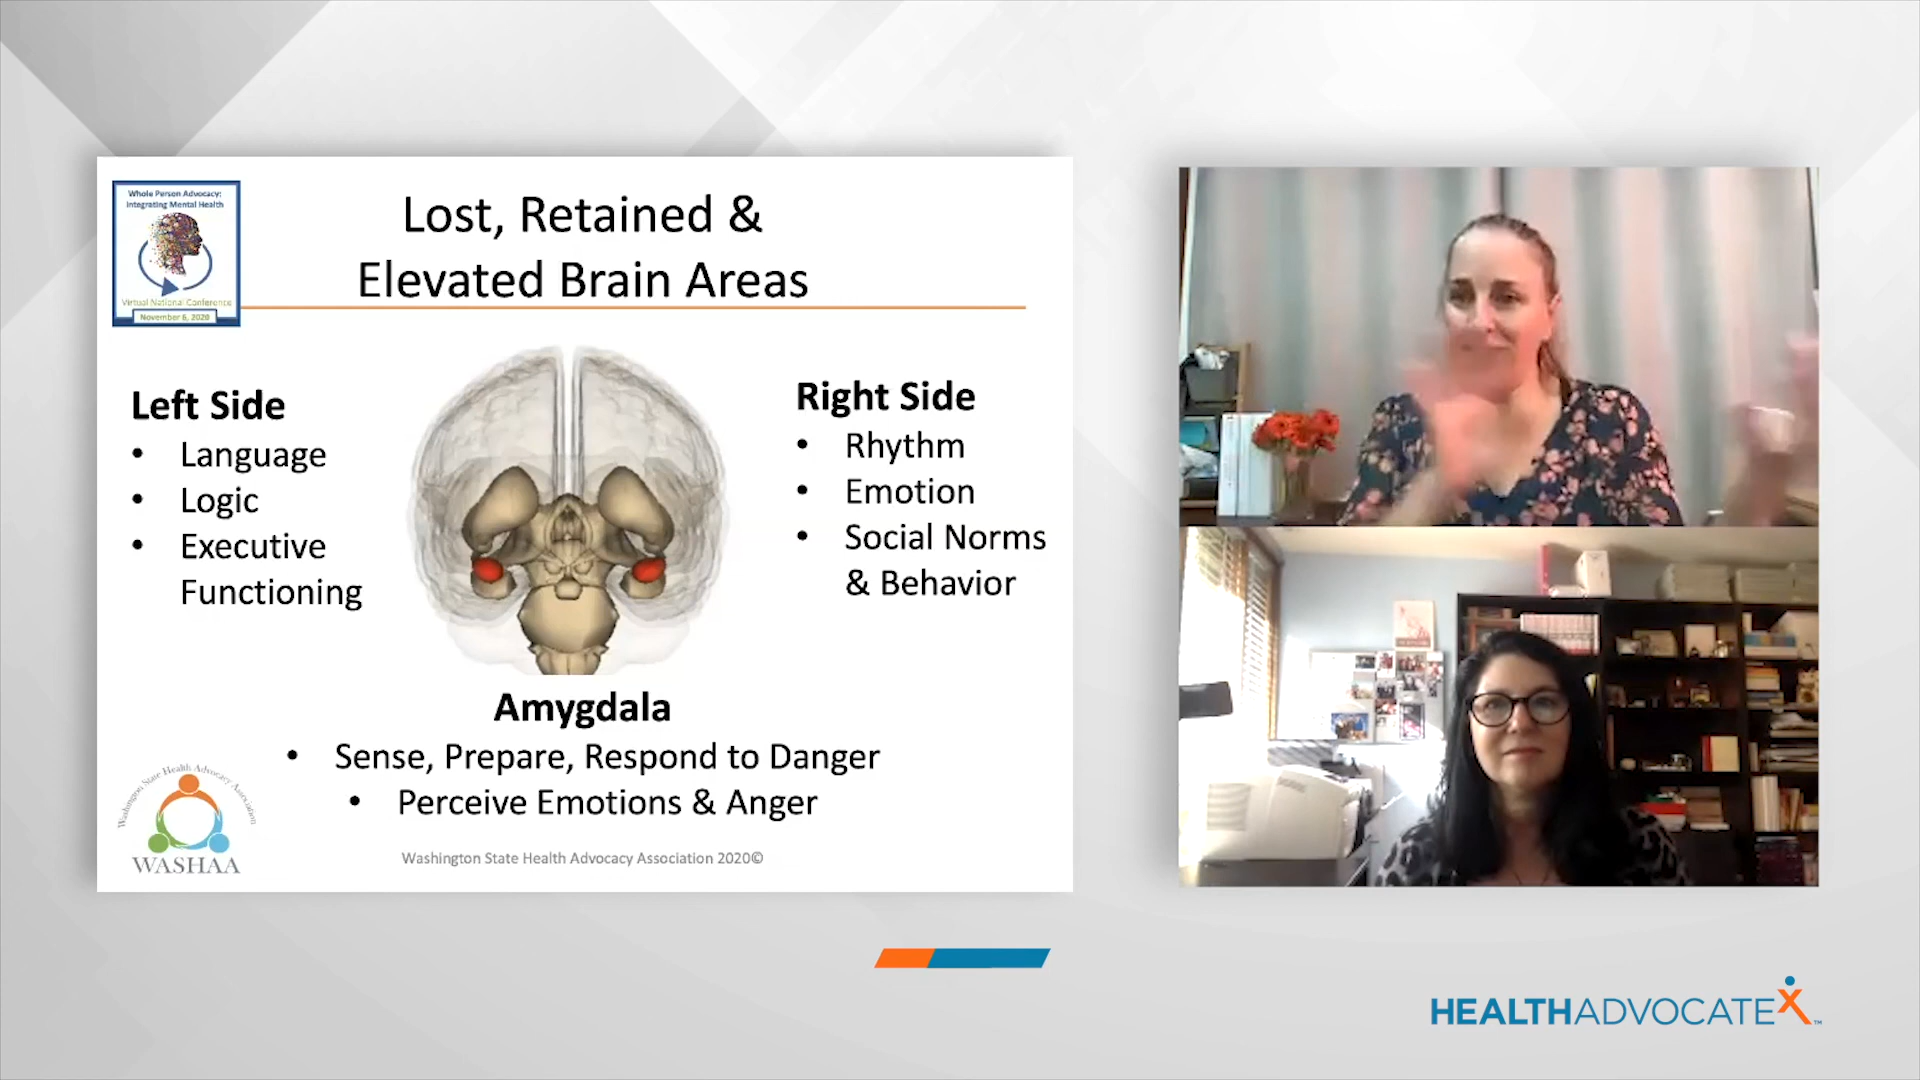 Whole Person Advocacy:
Integrating Mental Health
Virtual National Conference
November 6, 2020
Lost, Retained &
Elevated Brain Areas
Left Side
• Language
• Logic
• Executive
Functioning
Right Side
• Rhythm
• Emotion
• Social Norms
& Behavior
Amygdala
• Sense, Prepare, Respond to Danger
• Perceive Emotions & Anger
Washington State Health Advocacy Association
WASHAA
Washington State Health Advocacy Association 2020©
HEALTHADVOCATEX™